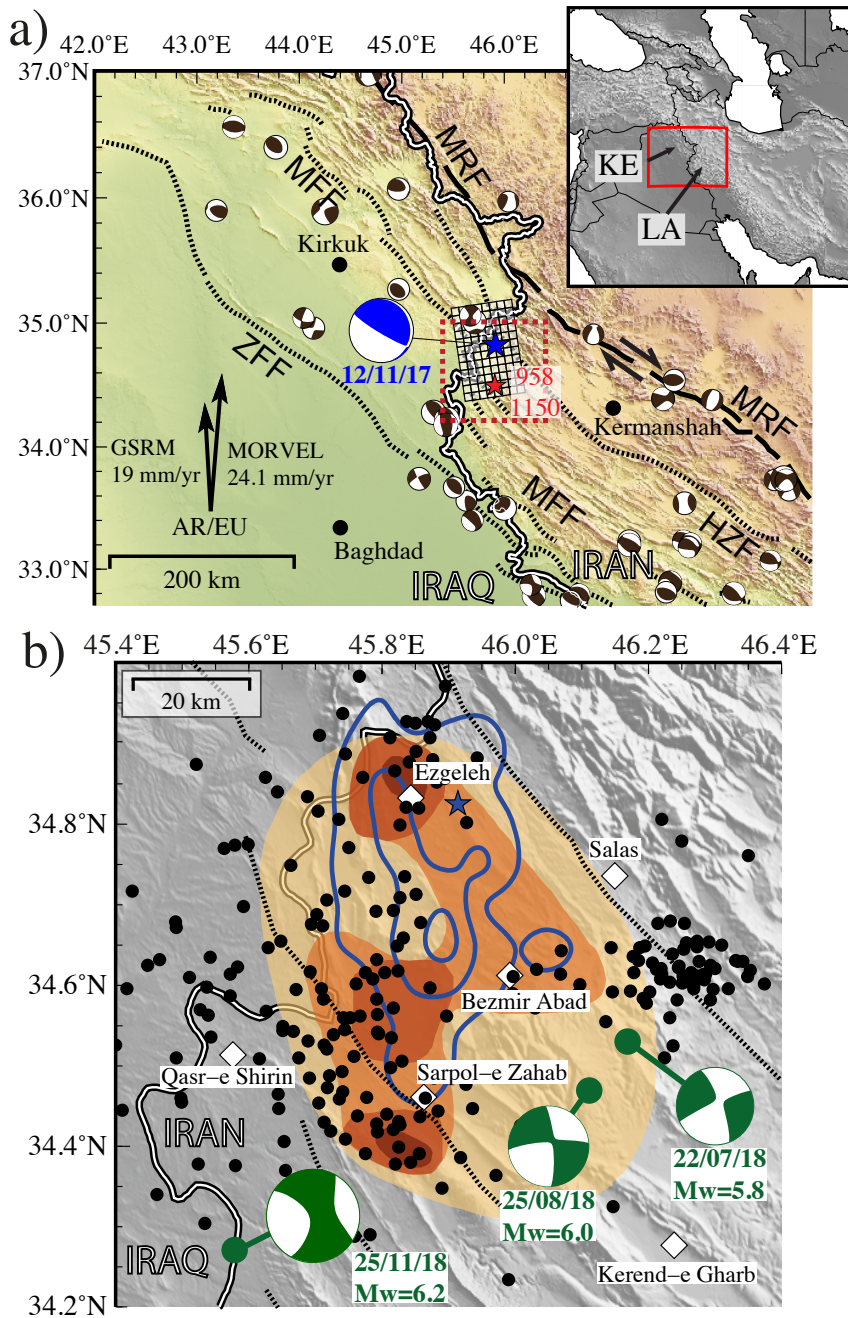 a)
42.0°E 43.0°E 44.0°E 45.0°E 46.0°E
37.0°N
36.0°N
35.0°N
34.0°N
33.0°N
KE
LA
MRF
MFF
Kirkuk
ZFF
12/11/17
958
1150
Kermanshah
MRF
GSRM
19 mm/yr
MORVEL
24.1 mm/yr
AR/EU
MFF
HZF
Baghdad
200 km
IRAQ
IRAN
b)
45.4°E 45.6°E 45.8°E 46.0°E 46.2°E 46.4°E
20 km
34.8°N
34.6°N
34.4°N
34.2°N
Ezgeleh
Salas
Bezmir Abad
Qasr–e Shirin
Sarpol–e Zahab
IRAN
22/07/18
Mw=5.8
25/08/18
Mw=6.0
25/11/18
Mw=6.2
IRAQ
Kerend–e Gharb